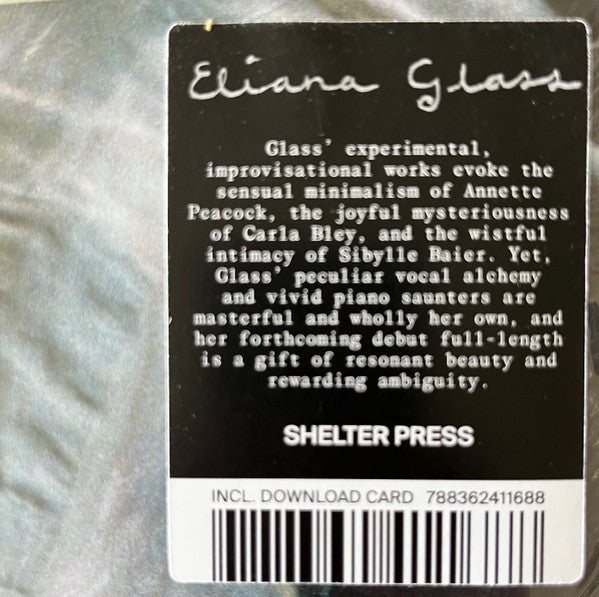 Eliana Glass
Glass' experimental,
improvisational works evoke the
sensual minimalism of Annette
Peacock, the joyful mysteriousness
of Carla Bley, and the wistful
intimacy of Sibylle Baier. Yet,
Glass' peculiar vocal alchemy
and vivid piano saunters are
masterful and wholly her own, and
her forthcoming debut full-length
is a gift of resonant beauty and
rewarding ambiguity.
SHELTER PRESS
INCL. DOWNLOAD CARD 788362411688